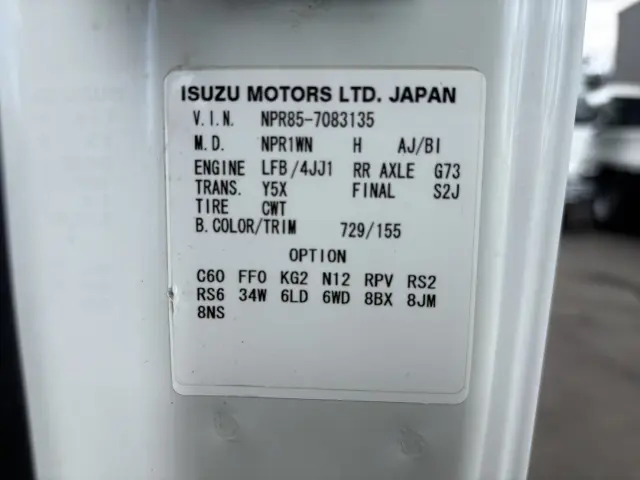 ISUZU MOTORS LTD. JAPAN
V.I.N. NPR85-7083135
M.D. NPR1WN H AJ/BI
ENGINE LFB/4JJ1 RR AXLE G73
TRANS. Y5X FINAL S2J
TIRE CWT
B.COLOR/TRIM 729/155
OPTION
C60 FF0 KG2 N12 RPV RS2
RS6 34W 6LD 6WD 8BX 8JM
8NS